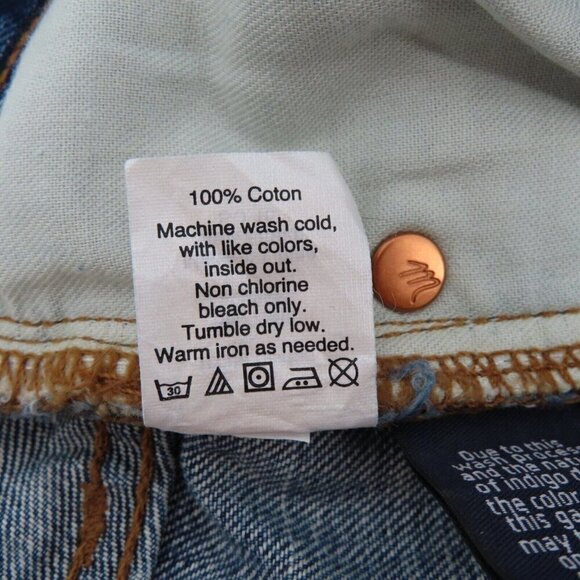 100% Coton
Machine wash cold,
with like colors,
inside out.
Non chlorine
bleach only.
Tumble dry low.
Warm iron as needed.
30
Due to this
wash process
and the na
of indigo
the color
this ga
may